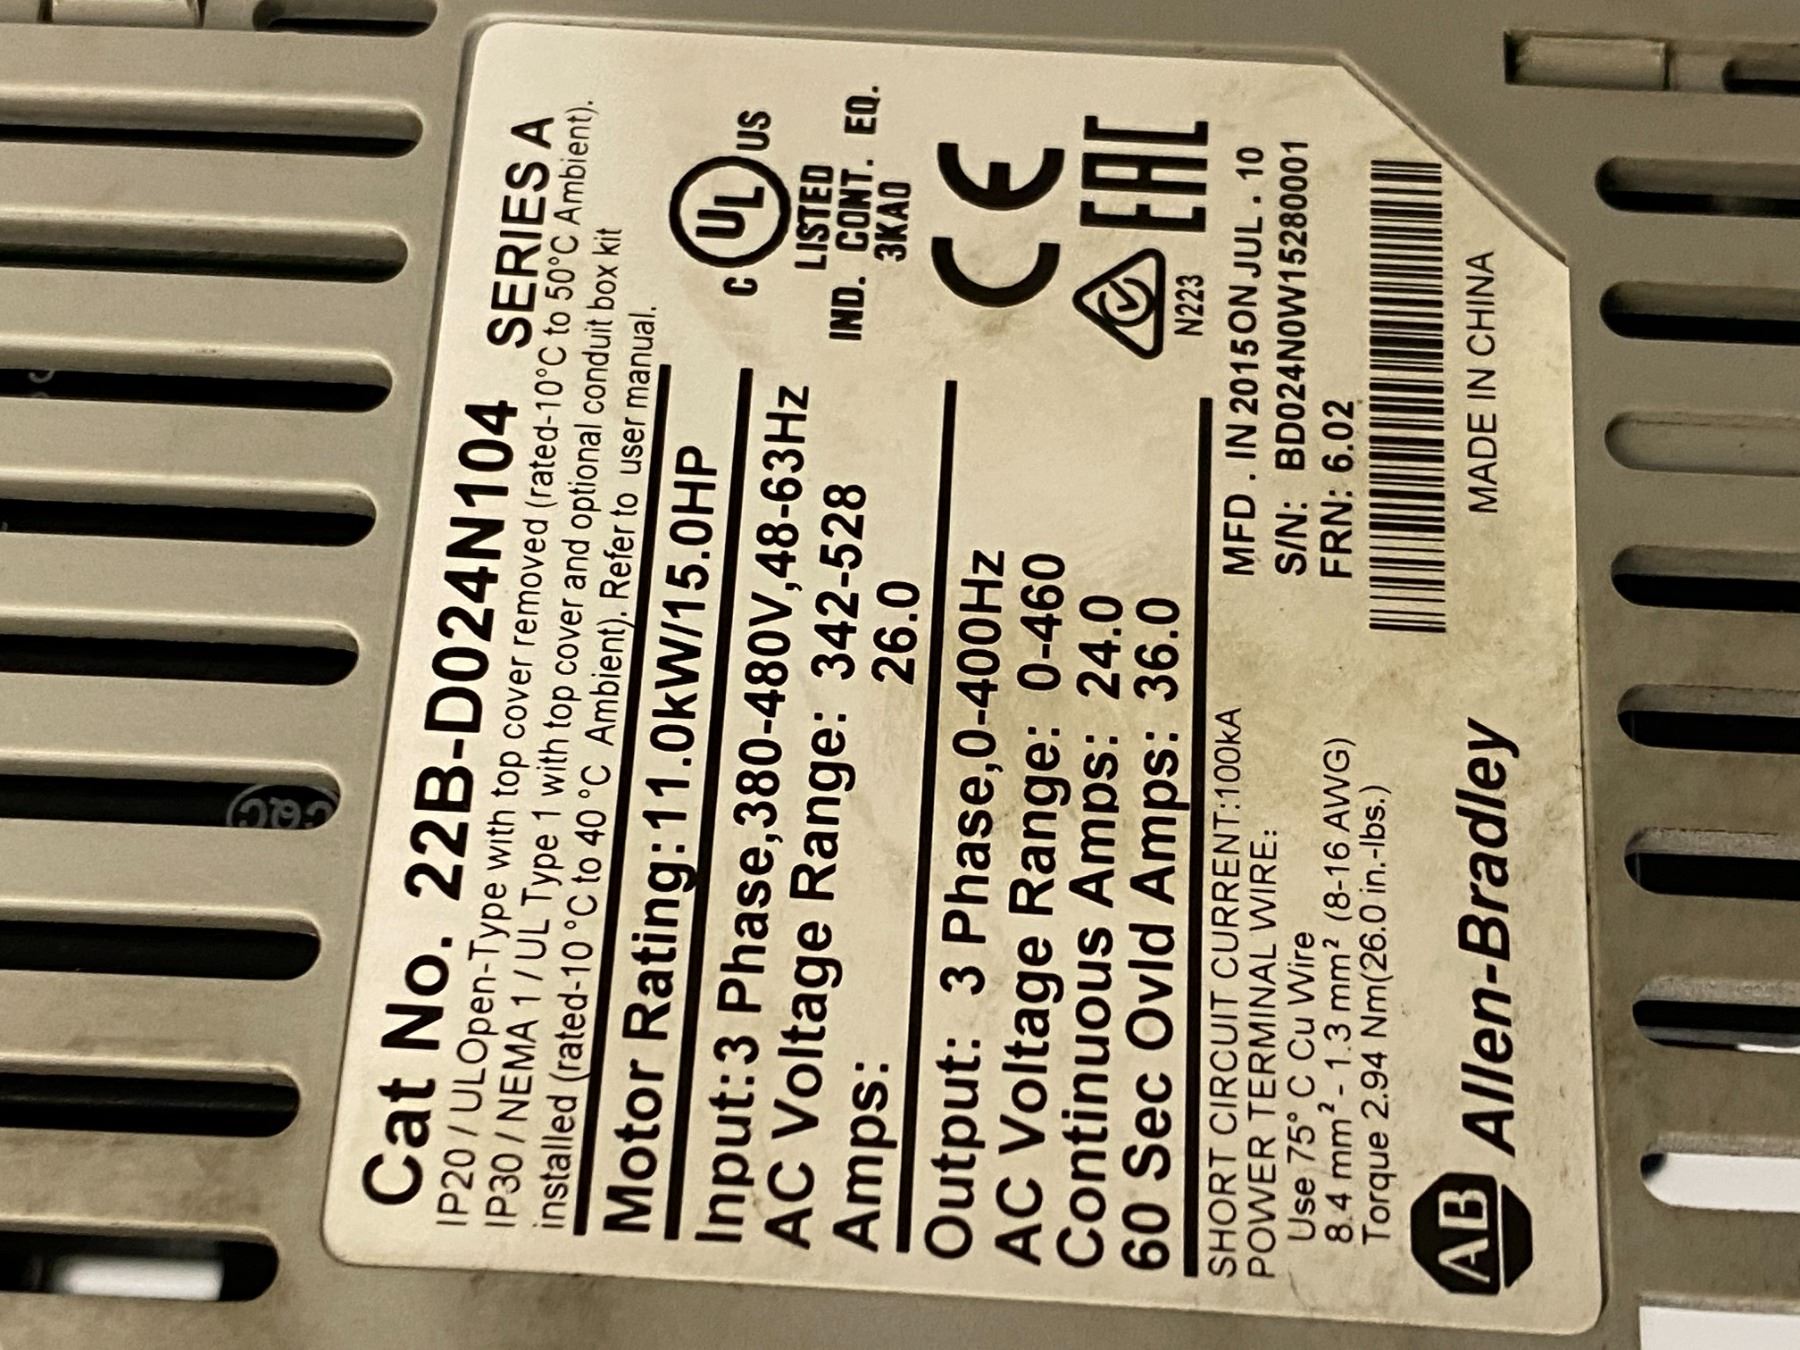 Cat No. 22B-D024N104 SERIES A
IP20 / ULOpen-Type with top cover removed (rated-10°C to 50°C Ambient).
IP30 / NEMA 1 / UL Type 1 with top cover and optional conduit box kit
installed (rated-10 °C to 40 °C Ambient). Refer to user manual.
Motor Rating:11.0kW/15.0HP
Input:3 Phase,380-480V,48-63Hz
AC Voltage Range: 342-528
Amps: 26.0
Output: 3 Phase,0-400Hz
AC Voltage Range: 0-460
Continuous Amps: 24.0
60 Sec Ovld Amps: 36.0
C UL US
LISTED
IND. CONT. EQ.
3KA0
CE
N223
EAC
SHORT CIRCUIT CURRENT:100kA
POWER TERMINAL WIRE:
Use 75° C Cu Wire
8.4 mm² - 1.3 mm² (8-16 AWG)
Torque 2.94 Nm(26.0 in.-lbs.)
MFD . IN 2015ONJUL . 10
S/N: BD024N0W15280001
FRN: 6.02
AB Allen-Bradley
MADE IN CHINA